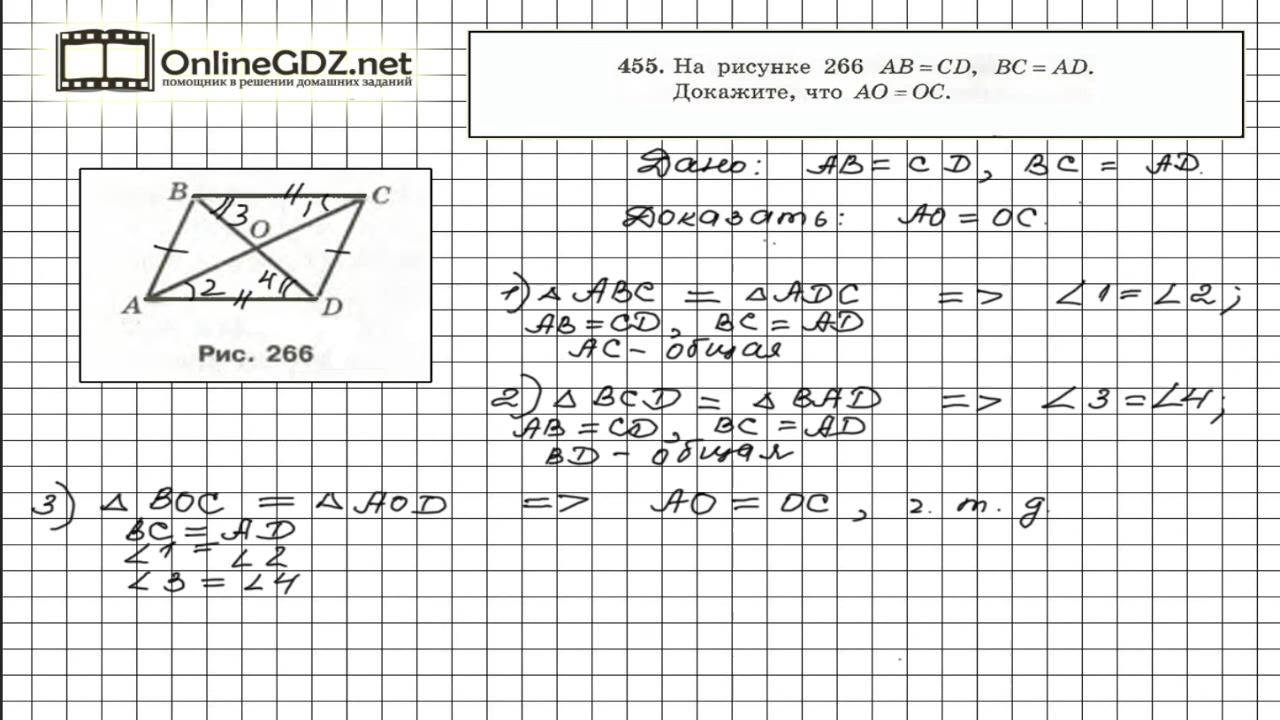 OnlineGDZ.net
помощник в решении домашних заданий
455. На рисунке 266 AB = CD, BC = AD.
Докажите, что AO = OC.
Дано: AB = CD, BC = AD.
Доказать: AO = OC.
B C
3 1
O
2 4
A D
Рис. 266
1) △ ABC = △ ADC => ∠1 = ∠2;
AB = CD, BC = AD
AC – общая
2) △ BCD = △ BAD => ∠3 = ∠4;
AB = CD, BC = AD
BD – общая
3) △ BOC = △ AOD => AO = OC, ч. т. д.
BC = AD
∠1 = ∠2
∠3 = ∠4